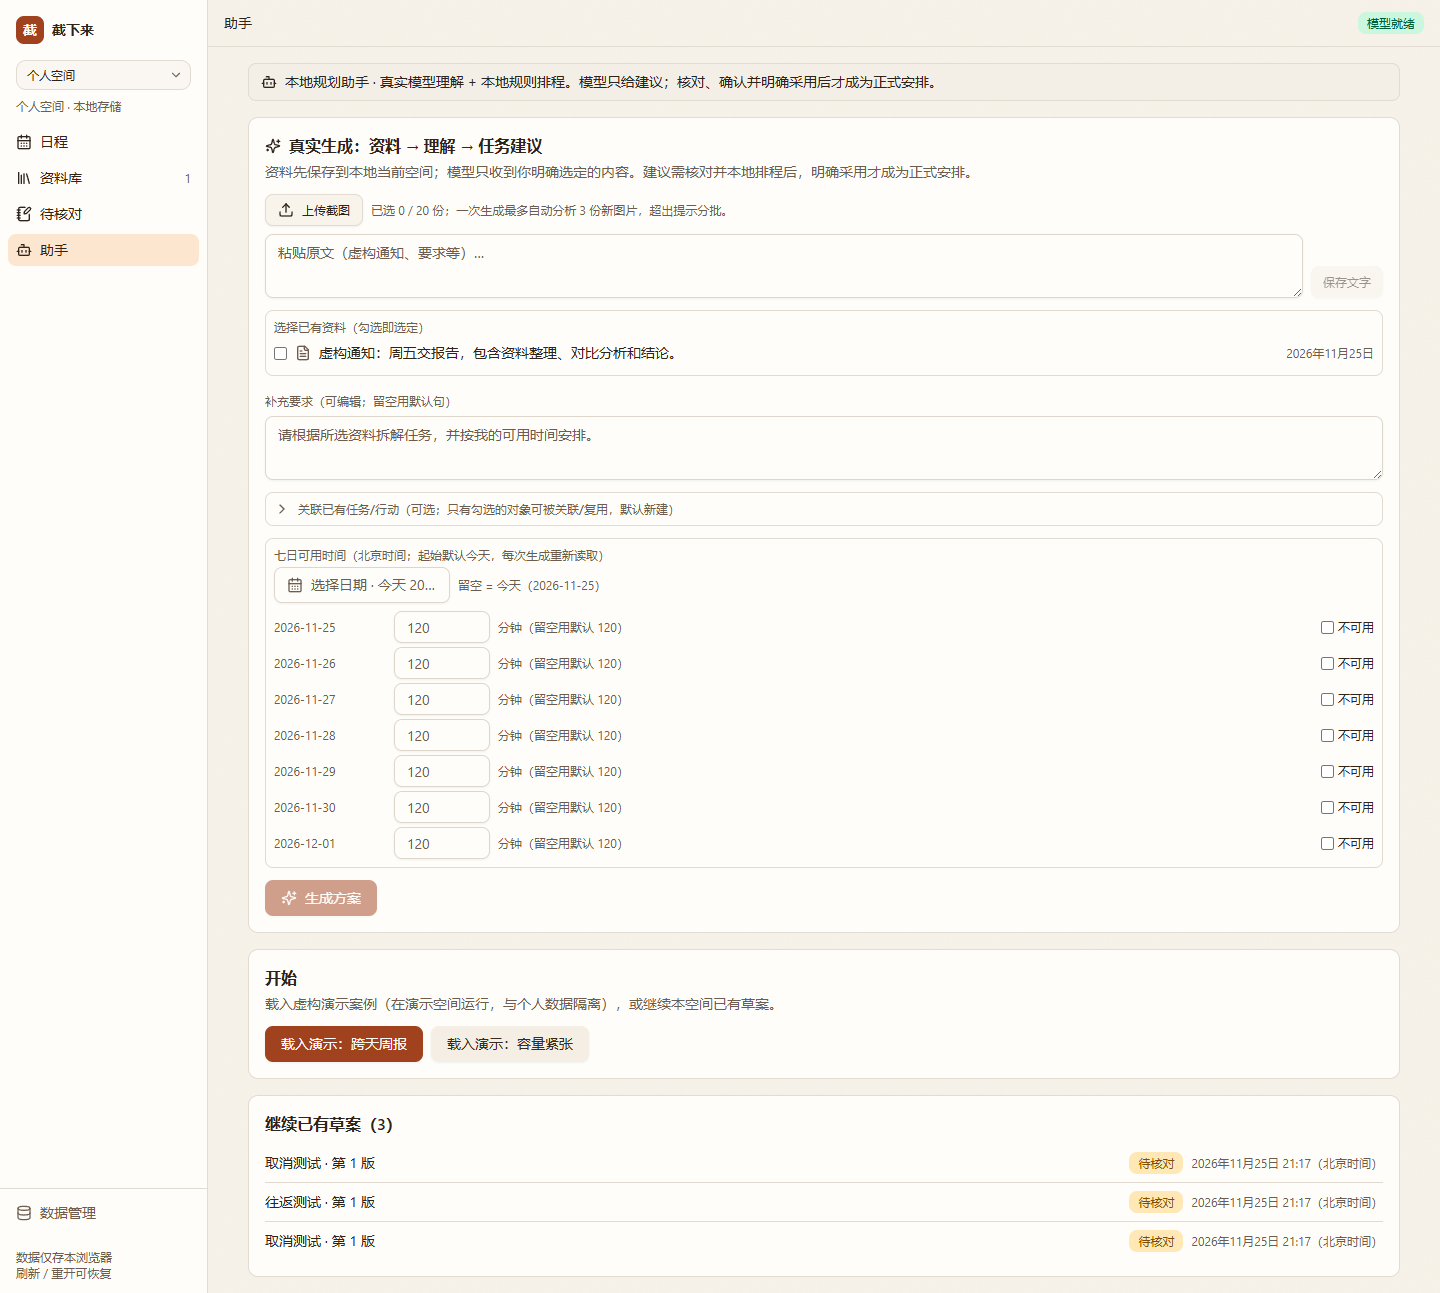 截 截下来
个人空间
个人空间 · 本地存储
日程
资料库 1
待核对
助手
数据管理
数据仅存本浏览器
刷新 / 重开可恢复
助手
模型就绪
本地规划助手 · 真实模型理解 + 本地规则排程。模型只给建议；核对、确认并明确采用后才成为正式安排。
真实生成：资料 → 理解 → 任务建议
资料先保存到本地当前空间；模型只收到你明确选定的内容。建议需核对并本地排程后，明确采用才成为正式安排。
上传截图 已选 0 / 20 份；一次生成最多自动分析 3 份新图片，超出提示分批。
粘贴原文（虚构通知、要求等）...
保存文字
选择已有资料（勾选即选定）
虚构通知：周五交报告，包含资料整理、对比分析和结论。 2026年11月25日
补充要求（可编辑；留空用默认句）
请根据所选资料拆解任务，并按我的可用时间安排。
关联已有任务/行动（可选；只有勾选的对象可被关联/复用，默认新建）
七日可用时间（北京时间；起始默认今天，每次生成重新读取）
选择日期 · 今天 20... 留空 = 今天（2026-11-25）
2026-11-25 120 分钟（留空用默认 120） 不可用
2026-11-26 120 分钟（留空用默认 120） 不可用
2026-11-27 120 分钟（留空用默认 120） 不可用
2026-11-28 120 分钟（留空用默认 120） 不可用
2026-11-29 120 分钟（留空用默认 120） 不可用
2026-11-30 120 分钟（留空用默认 120） 不可用
2026-12-01 120 分钟（留空用默认 120） 不可用
生成方案
开始
载入虚构演示案例（在演示空间运行，与个人数据隔离），或继续本空间已有草案。
载入演示：跨天周报 载入演示：容量紧张
继续已有草案（3）
取消测试 · 第 1 版 待核对 2026年11月25日 21:17（北京时间）
往返测试 · 第 1 版 待核对 2026年11月25日 21:17（北京时间）
取消测试 · 第 1 版 待核对 2026年11月25日 21:17（北京时间）